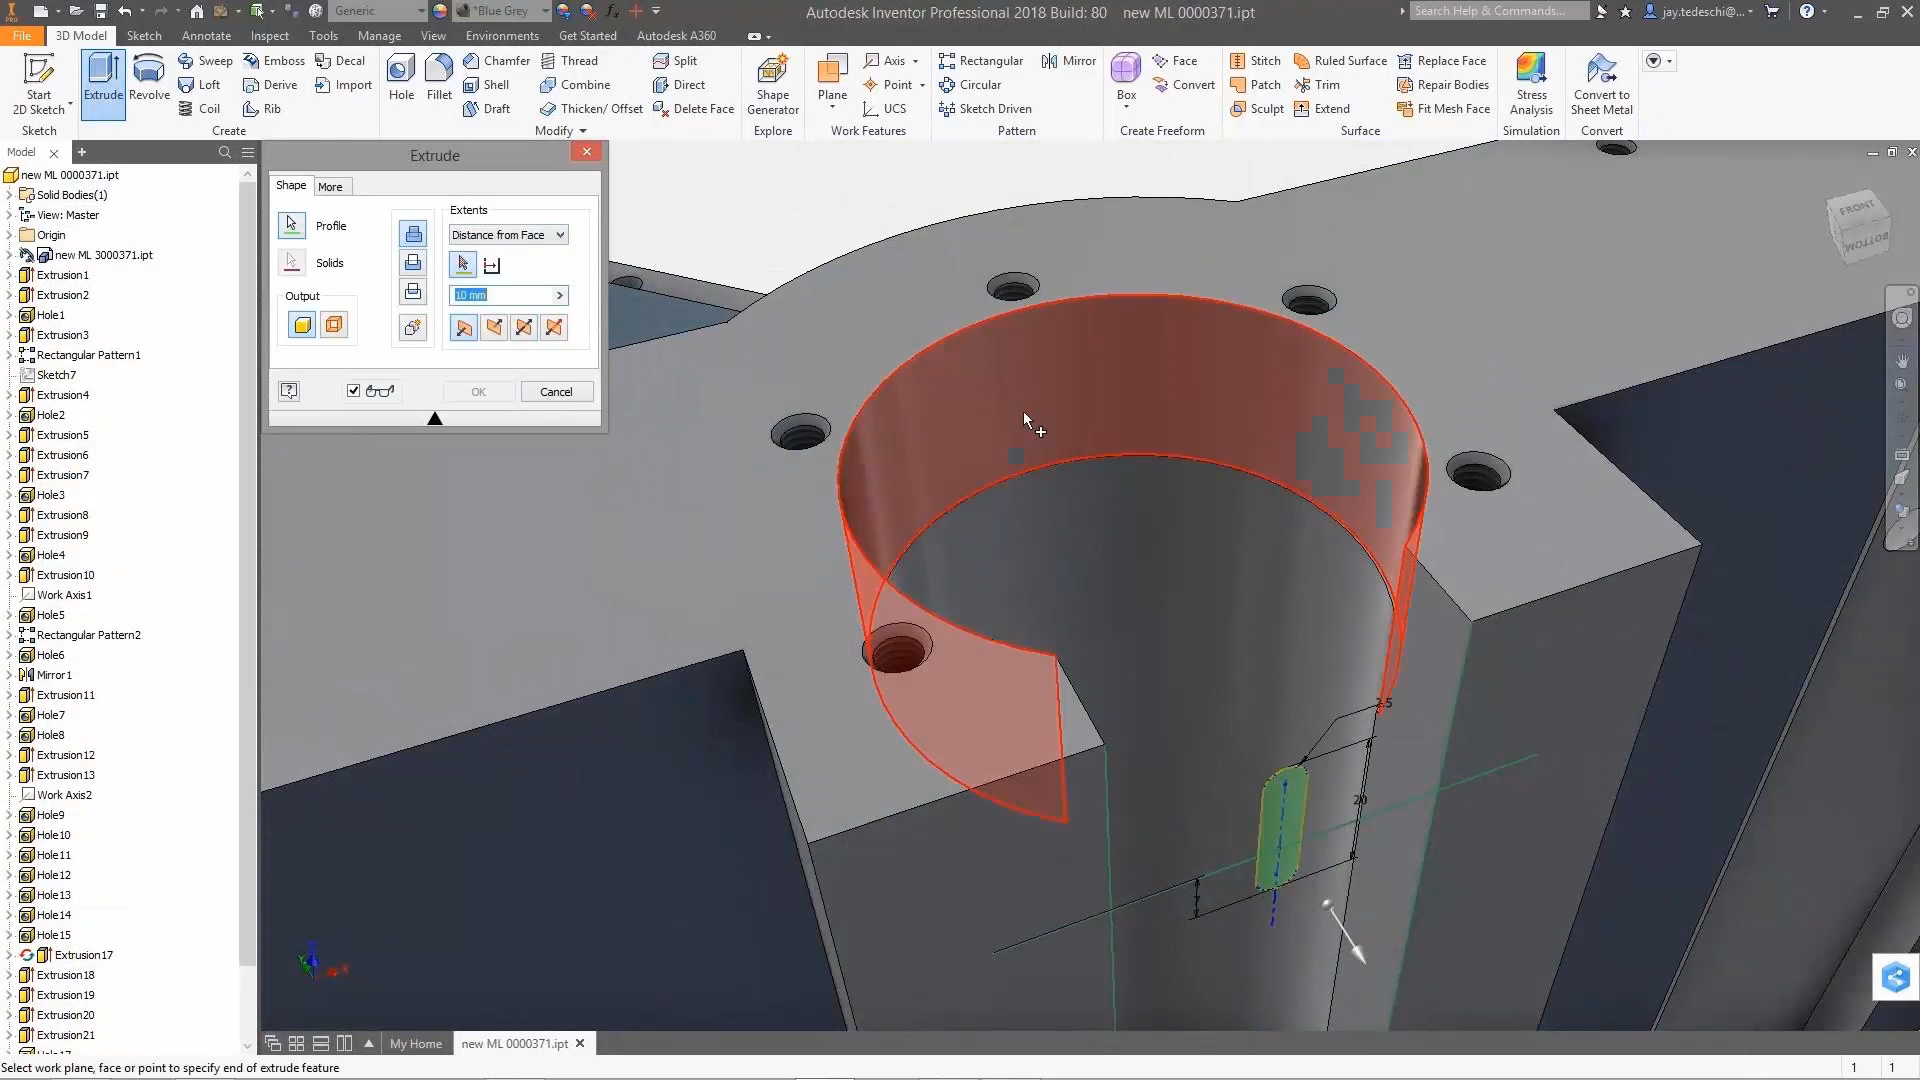 Generic
*Blue Grey
Autodesk Inventor Professional 2018 Build: 80 new ML 0000371.ipt
Search Help & Commands...
jay.tedeschi@...
PRO
File
3D Model
Sketch
Annotate
Inspect
Tools
Manage
View
Environments
Get Started
Autodesk A360
Start
2D Sketch
Extrude
Revolve
Sweep
Loft
Coil
Emboss
Derive
Rib
Decal
Import
Hole
Fillet
Chamfer
Shell
Draft
Thread
Combine
Thicken/ Offset
Split
Direct
Delete Face
Shape
Generator
Plane
Axis
Point
UCS
Rectangular
Circular
Sketch Driven
Mirror
Box
Face
Convert
Stitch
Patch
Sculpt
Ruled Surface
Trim
Extend
Replace Face
Repair Bodies
Fit Mesh Face
Stress
Analysis
Convert to
Sheet Metal
Sketch
Create
Modify
Explore
Work Features
Pattern
Create Freeform
Surface
Simulation
Convert
Model
new ML 0000371.ipt
Solid Bodies(1)
View: Master
Origin
new ML 3000371.ipt
Extrusion1
Extrusion2
Hole1
Extrusion3
Rectangular Pattern1
Sketch7
Extrusion4
Hole2
Extrusion5
Extrusion6
Extrusion7
Hole3
Extrusion8
Extrusion9
Hole4
Extrusion10
Work Axis1
Hole5
Rectangular Pattern2
Hole6
Mirror1
Extrusion11
Hole7
Hole8
Extrusion12
Extrusion13
Work Axis2
Hole9
Hole10
Hole11
Hole12
Hole13
Hole14
Hole15
Extrusion17
Extrusion18
Extrusion19
Extrusion20
Extrusion21
Extrude
Shape
More
Profile
Solids
Output
Extents
Distance from Face
10 mm
OK
Cancel
FRONT
BOTTOM
2.5
20
7
My Home
new ML 0000371.ipt
Select work plane, face or point to specify end of extrude feature
1
1